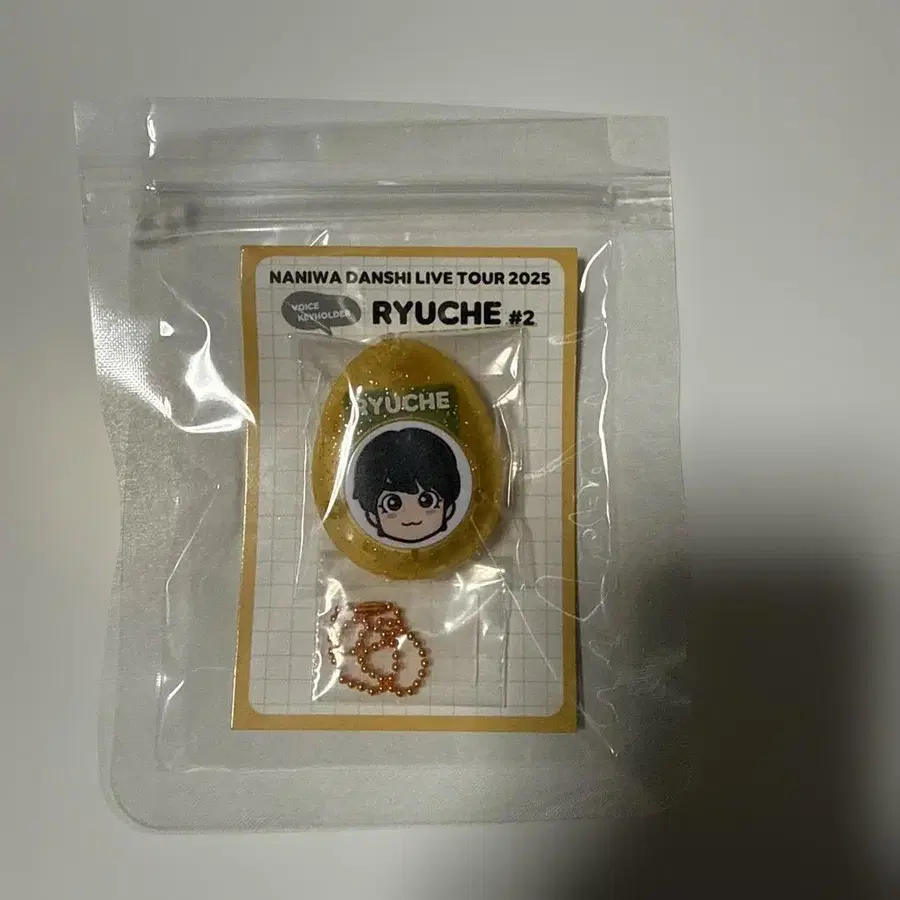 NANIWA DANSHI LIVE TOUR 2025
VOICE
KEYHOLDER
RYUCHE #2
RYUCHE